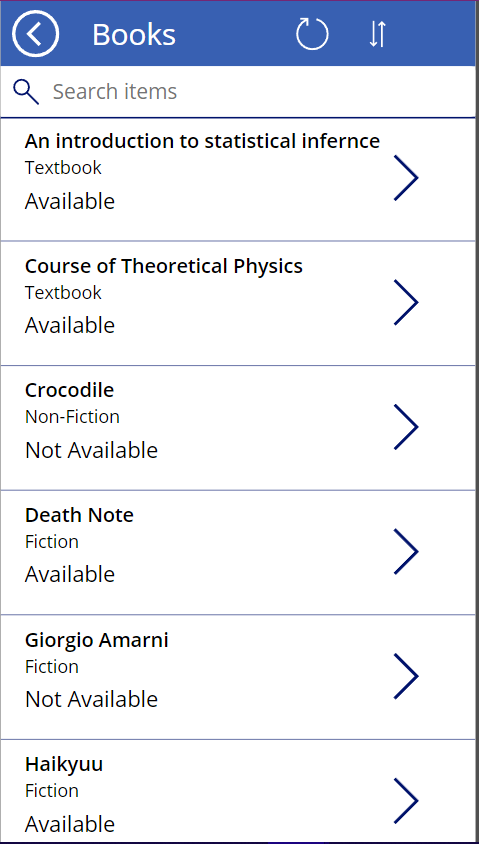 Books
Search items
An introduction to statistical infernce
Textbook
Available
Course of Theoretical Physics
Textbook
Available
Crocodile
Non-Fiction
Not Available
Death Note
Fiction
Available
Giorgio Amarni
Fiction
Not Available
Haikyuu
Fiction
Available